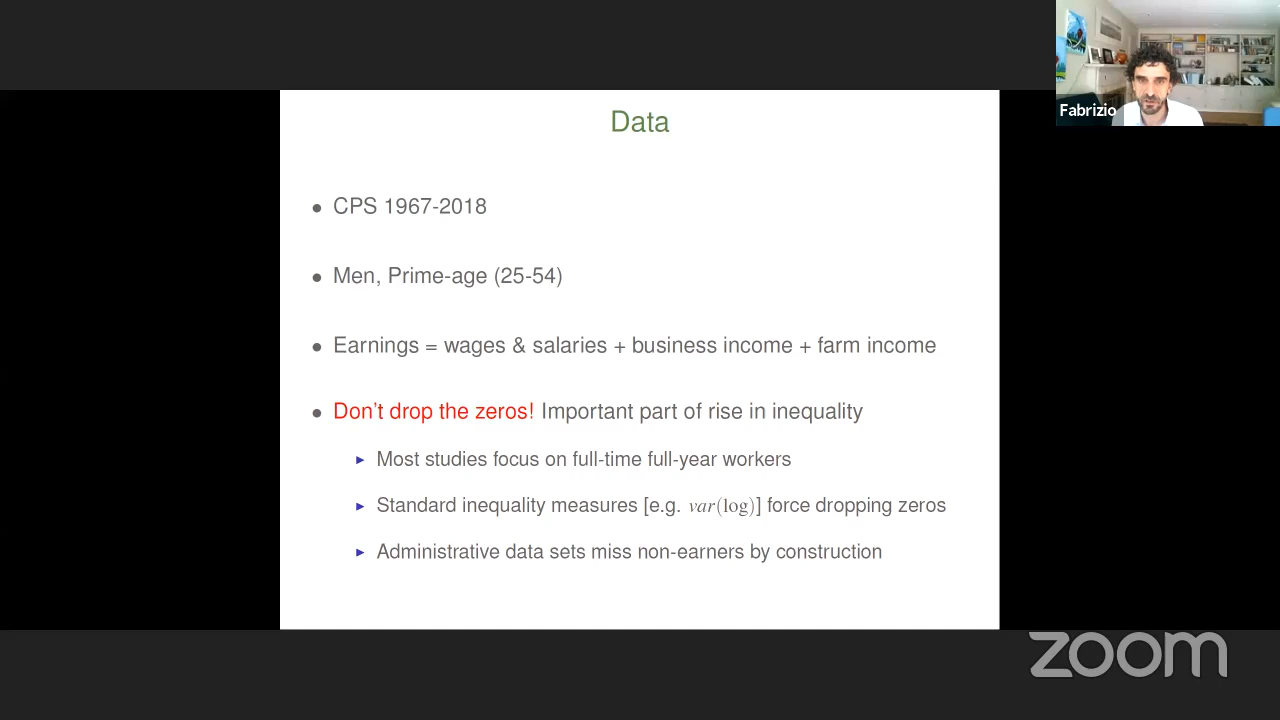 Fabrizio
Data
• CPS 1967-2018
• Men, Prime-age (25-54)
• Earnings = wages & salaries + business income + farm income
• Don't drop the zeros! Important part of rise in inequality
▸ Most studies focus on full-time full-year workers
▸ Standard inequality measures [e.g. var(log)] force dropping zeros
▸ Administrative data sets miss non-earners by construction
zoom